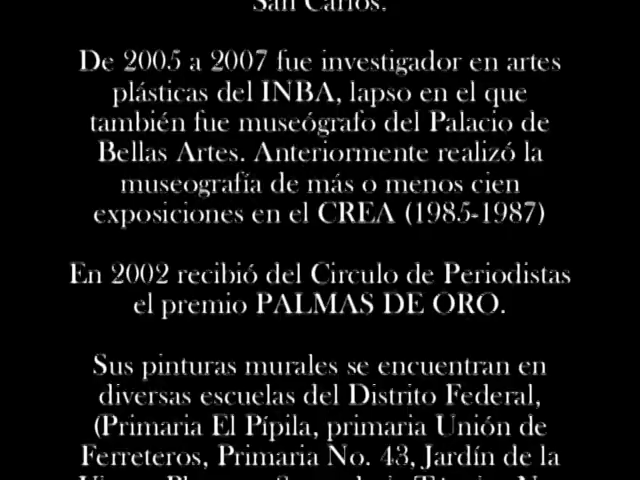 San Carlos.
De 2005 a 2007 fue investigador en artes
plásticas del INBA, lapso en el que
también fue museógrafo del Palacio de
Bellas Artes. Anteriormente realizó la
museografía de más o menos cien
exposiciones en el CREA (1985-1987)
En 2002 recibió del Circulo de Periodistas
el premio PALMAS DE ORO.
Sus pinturas murales se encuentran en
diversas escuelas del Distrito Federal,
(Primaria El Pípila, primaria Unión de
Ferreteros, Primaria No. 43, Jardín de la